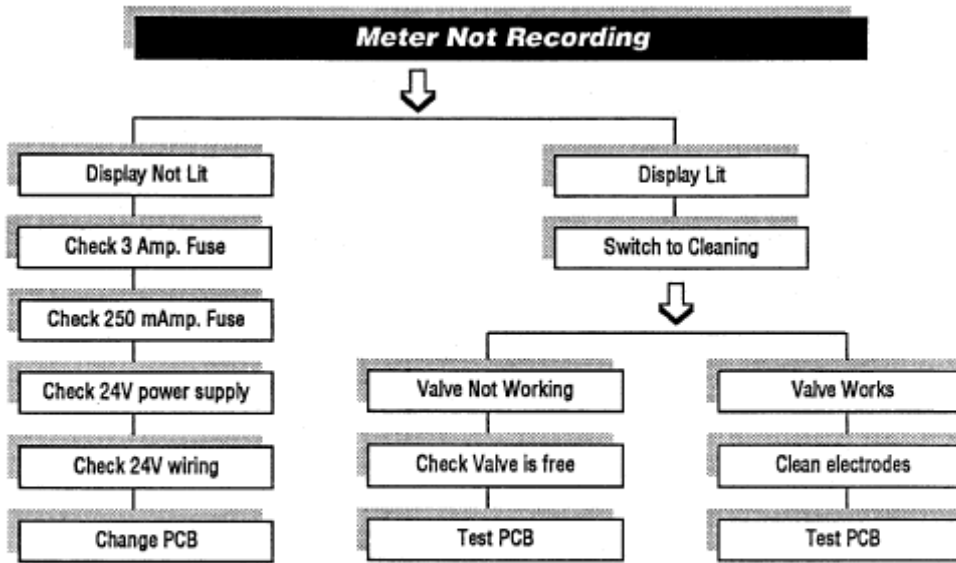 Meter Not Recording
Display Not Lit
Display Lit
Check 3 Amp. Fuse
Switch to Cleaning
Check 250 mAmp. Fuse
Check 24V power supply
Valve Not Working
Valve Works
Check 24V wiring
Check Valve is free
Clean electrodes
Change PCB
Test PCB
Test PCB